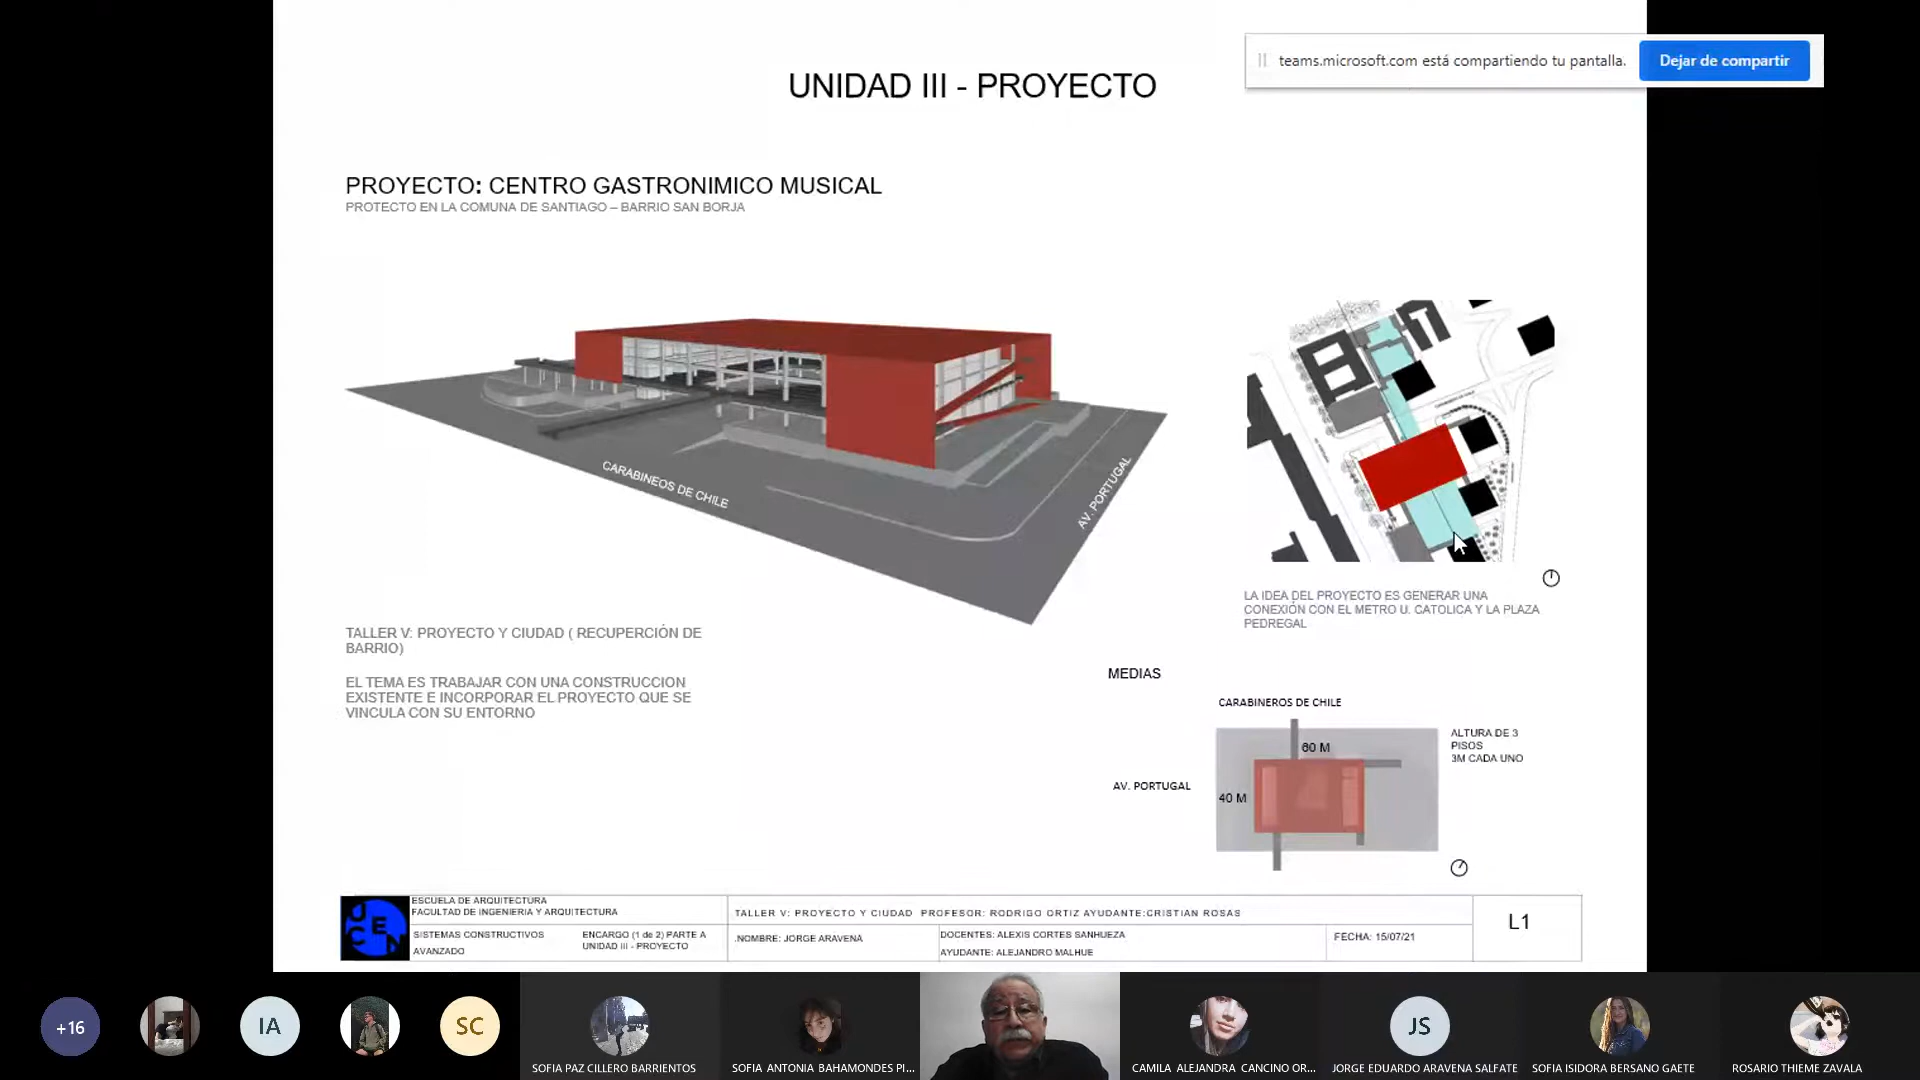 teams.microsoft.com está compartiendo tu pantalla.
Dejar de compartir
UNIDAD III - PROYECTO
PROYECTO: CENTRO GASTRONIMICO MUSICAL
PROTECTO EN LA COMUNA DE SANTIAGO – BARRIO SAN BORJA
CARABINEOS DE CHILE
AV. PORTUGAL
LA IDEA DEL PROYECTO ES GENERAR UNA
CONEXIÓN CON EL METRO U. CATOLICA Y LA PLAZA
PEDREGAL
TALLER V: PROYECTO Y CIUDAD ( RECUPERCIÓN DE
BARRIO)
EL TEMA ES TRABAJAR CON UNA CONSTRUCCION
EXISTENTE E INCORPORAR EL PROYECTO QUE SE
VINCULA CON SU ENTORNO
MEDIAS
CARABINEROS DE CHILE
60 M
ALTURA DE 3
PISOS
3M CADA UNO
AV. PORTUGAL
40 M
UCEN
ESCUELA DE ARQUITECTURA
FACULTAD DE INGENIERIA Y ARQUITECTURA
SISTEMAS CONSTRUCTIVOS
AVANZADO
ENCARGO (1 de 2) PARTE A
UNIDAD III - PROYECTO
TALLER V: PROYECTO Y CIUDAD PROFESOR: RODRIGO ORTIZ AYUDANTE:CRISTIAN ROSAS
.NOMBRE: JORGE ARAVENA
DOCENTES: ALEXIS CORTES SANHUEZA
AYUDANTE: ALEJANDRO MALHUE
FECHA: 15/07/21
L1
+16
IA
SC
SOFIA PAZ CILLERO BARRIENTOS
SOFIA ANTONIA BAHAMONDES PI...
CAMILA ALEJANDRA CANCINO OR...
JS
JORGE EDUARDO ARAVENA SALFATE
SOFIA ISIDORA BERSANO GAETE
ROSARIO THIEME ZAVALA